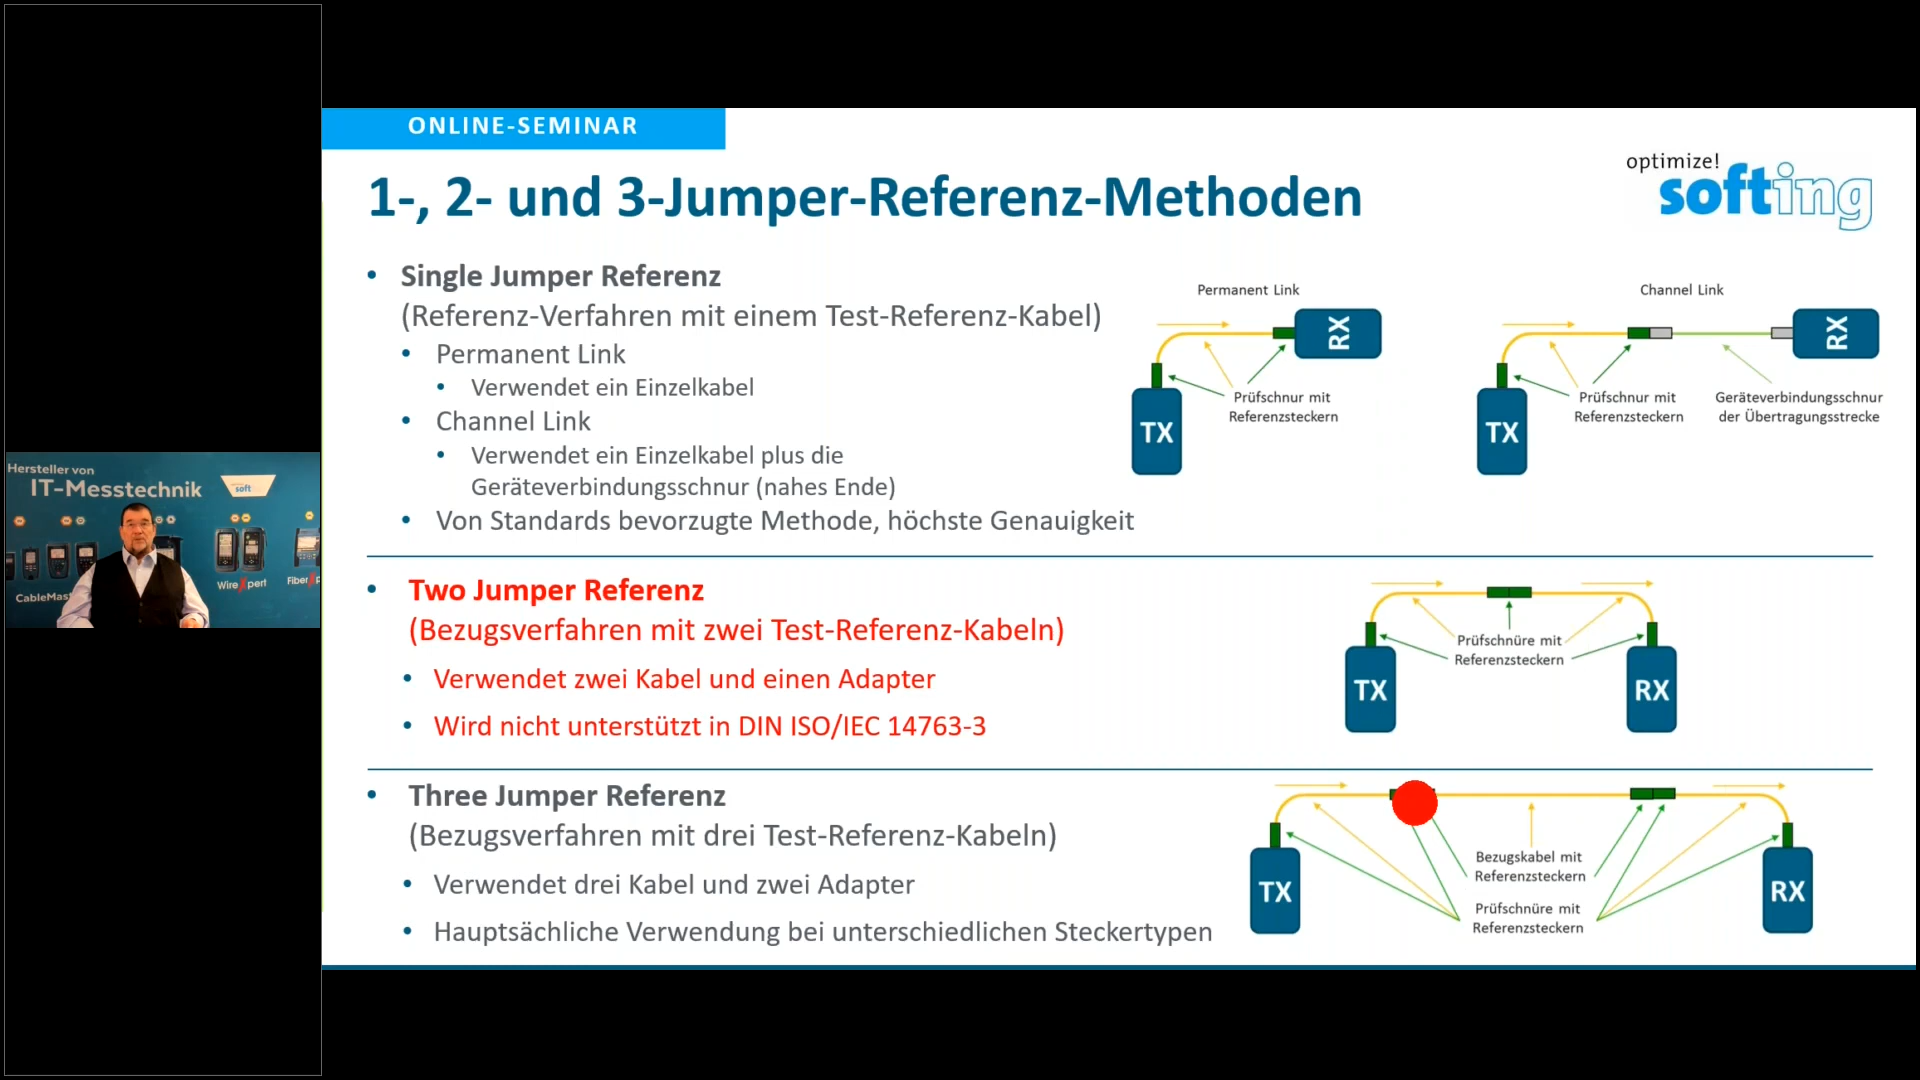 ONLINE-SEMINAR
optimize!
softing
1-, 2- und 3-Jumper-Referenz-Methoden
• Single Jumper Referenz
(Referenz-Verfahren mit einem Test-Referenz-Kabel)
• Permanent Link
• Verwendet ein Einzelkabel
• Channel Link
• Verwendet ein Einzelkabel plus die
Geräteverbindungsschnur (nahes Ende)
• Von Standards bevorzugte Methode, höchste Genauigkeit
Permanent Link
RX
TX
Prüfschnur mit
Referenzsteckern
Channel Link
RX
TX
Prüfschnur mit
Referenzsteckern
Geräteverbindungsschnur
der Übertragungsstrecke
• Two Jumper Referenz
(Bezugsverfahren mit zwei Test-Referenz-Kabeln)
• Verwendet zwei Kabel und einen Adapter
• Wird nicht unterstützt in DIN ISO/IEC 14763-3
Prüfschnüre mit
Referenzsteckern
TX
RX
• Three Jumper Referenz
(Bezugsverfahren mit drei Test-Referenz-Kabeln)
• Verwendet drei Kabel und zwei Adapter
• Hauptsächliche Verwendung bei unterschiedlichen Steckertypen
Bezugskabel mit
Referenzsteckern
Prüfschnüre mit
Referenzsteckern
TX
RX
Hersteller von
IT-Messtechnik
soft
WireXpert
CableMas